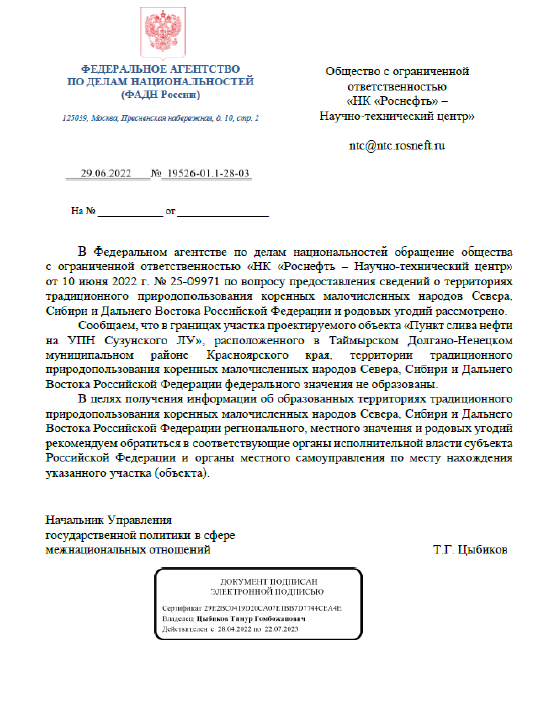 ФЕДЕРАЛЬНОЕ АГЕНТСТВО
ПО ДЕЛАМ НАЦИОНАЛЬНОСТЕЙ
(ФАДН России)
125039, Москва, Пресненская набережная, д. 10, стр. 2
29.06.2022 № 19526-01.1-28-03
На № от
Общество с ограниченной
ответственностью
«НК «Роснефть» –
Научно-технический центр»
ntc@ntc.rosneft.ru
В Федеральном агентстве по делам национальностей обращение общества
с ограниченной ответственностью «НК «Роснефть – Научно-технический центр»
от 10 июня 2022 г. № 25-09971 по вопросу предоставления сведений о территориях
традиционного природопользования коренных малочисленных народов Севера,
Сибири и Дальнего Востока Российской Федерации и родовых угодий рассмотрено.
Сообщаем, что в границах участка проектируемого объекта «Пункт слива нефти
на УПН Сузунского ЛУ», расположенного в Таймырском Долгано-Ненецком
муниципальном районе Красноярского края, территории традиционного
природопользования коренных малочисленных народов Севера, Сибири и Дальнего
Востока Российской Федерации федерального значения не образованы.
В целях получения информации об образованных территориях традиционного
природопользования коренных малочисленных народов Севера, Сибири и Дальнего
Востока Российской Федерации регионального, местного значения и родовых угодий
рекомендуем обратиться в соответствующие органы исполнительной власти субъекта
Российской Федерации и органы местного самоуправления по месту нахождения
указанного участка (объекта).
Начальник Управления
государственной политики в сфере
межнациональных отношений Т.Г. Цыбиков
ДОКУМЕНТ ПОДПИСАН
ЭЛЕКТРОННОЙ ПОДПИСЬЮ
Сертификат
Владелец Цыбиков Тимур Гомбожапович
Действителен с 28.04.2022 по 22.07.2023